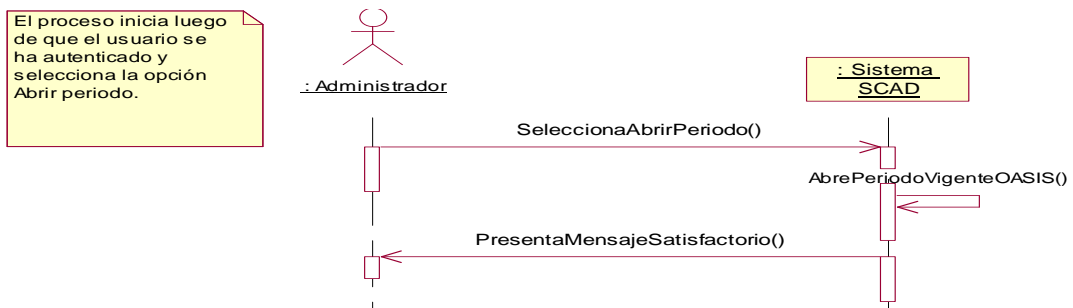 El proceso inicia luego
de que el usuario se
ha autenticado y
selecciona la opción
Abrir periodo.
: Administrador
: Sistema
SCAD
SeleccionaAbrirPeriodo()
AbrePeriodoVigenteOASIS()
PresentaMensajeSatisfactorio()